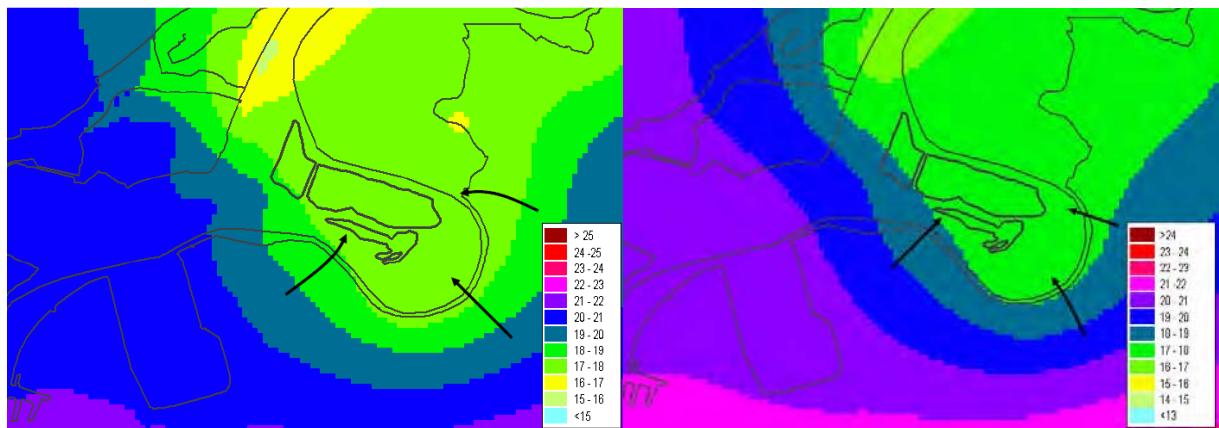 > 25
24-25
23 - 24
22 - 23
21 - 22
20 - 21
19 - 20
18 - 19
17 - 18
16 - 17
15 - 16
<15
>24
23 - 24
22 - 23
21 - 22
20 - 21
19 - 20
18 - 19
17 - 18
16 - 17
15 - 16
14 - 15
<13